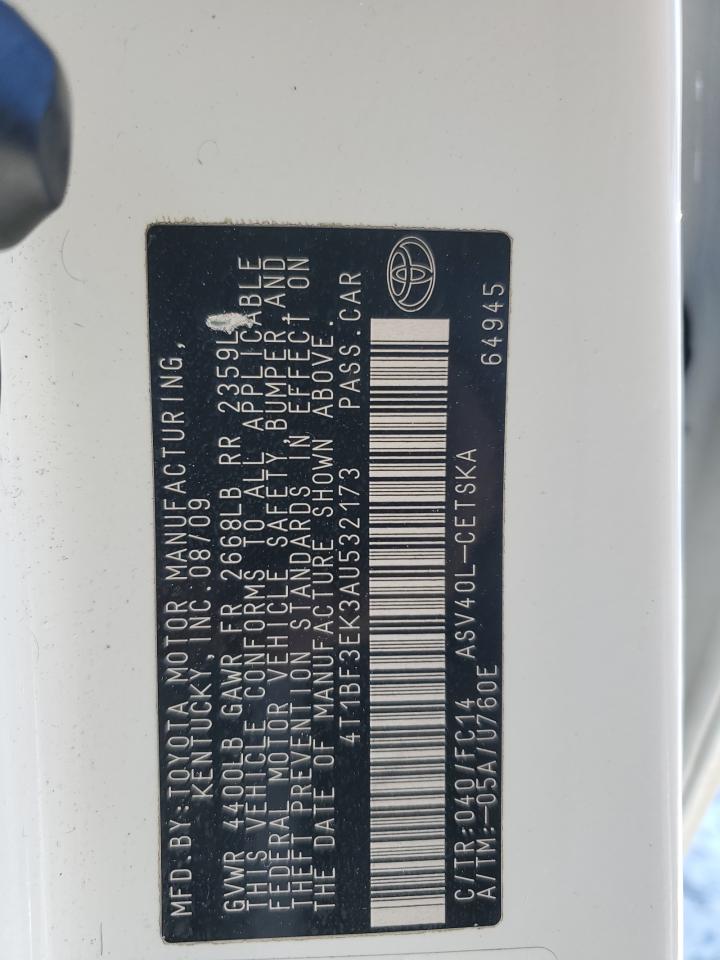 MFD.BY:TOYOTA MOTOR MANUFACTURING,
KENTUCKY, INC.08/09
GVWR 4400LB GAWR FR 2668LB RR 2359L
THIS VEHICLE CONFORMS TO ALL APPLICABLE
FEDERAL MOTOR VEHICLE SAFETY,BUMPER AND
THEFT PREVENTION STANDARDS IN EFFECT ON
THE DATE OF MANUFACTURE SHOWN ABOVE.
4T1BF3EK3AU532173 PASS.CAR
C/TR:040/FC14 ASV40L-CETSKA 64945
A/TM:-05A/U760E